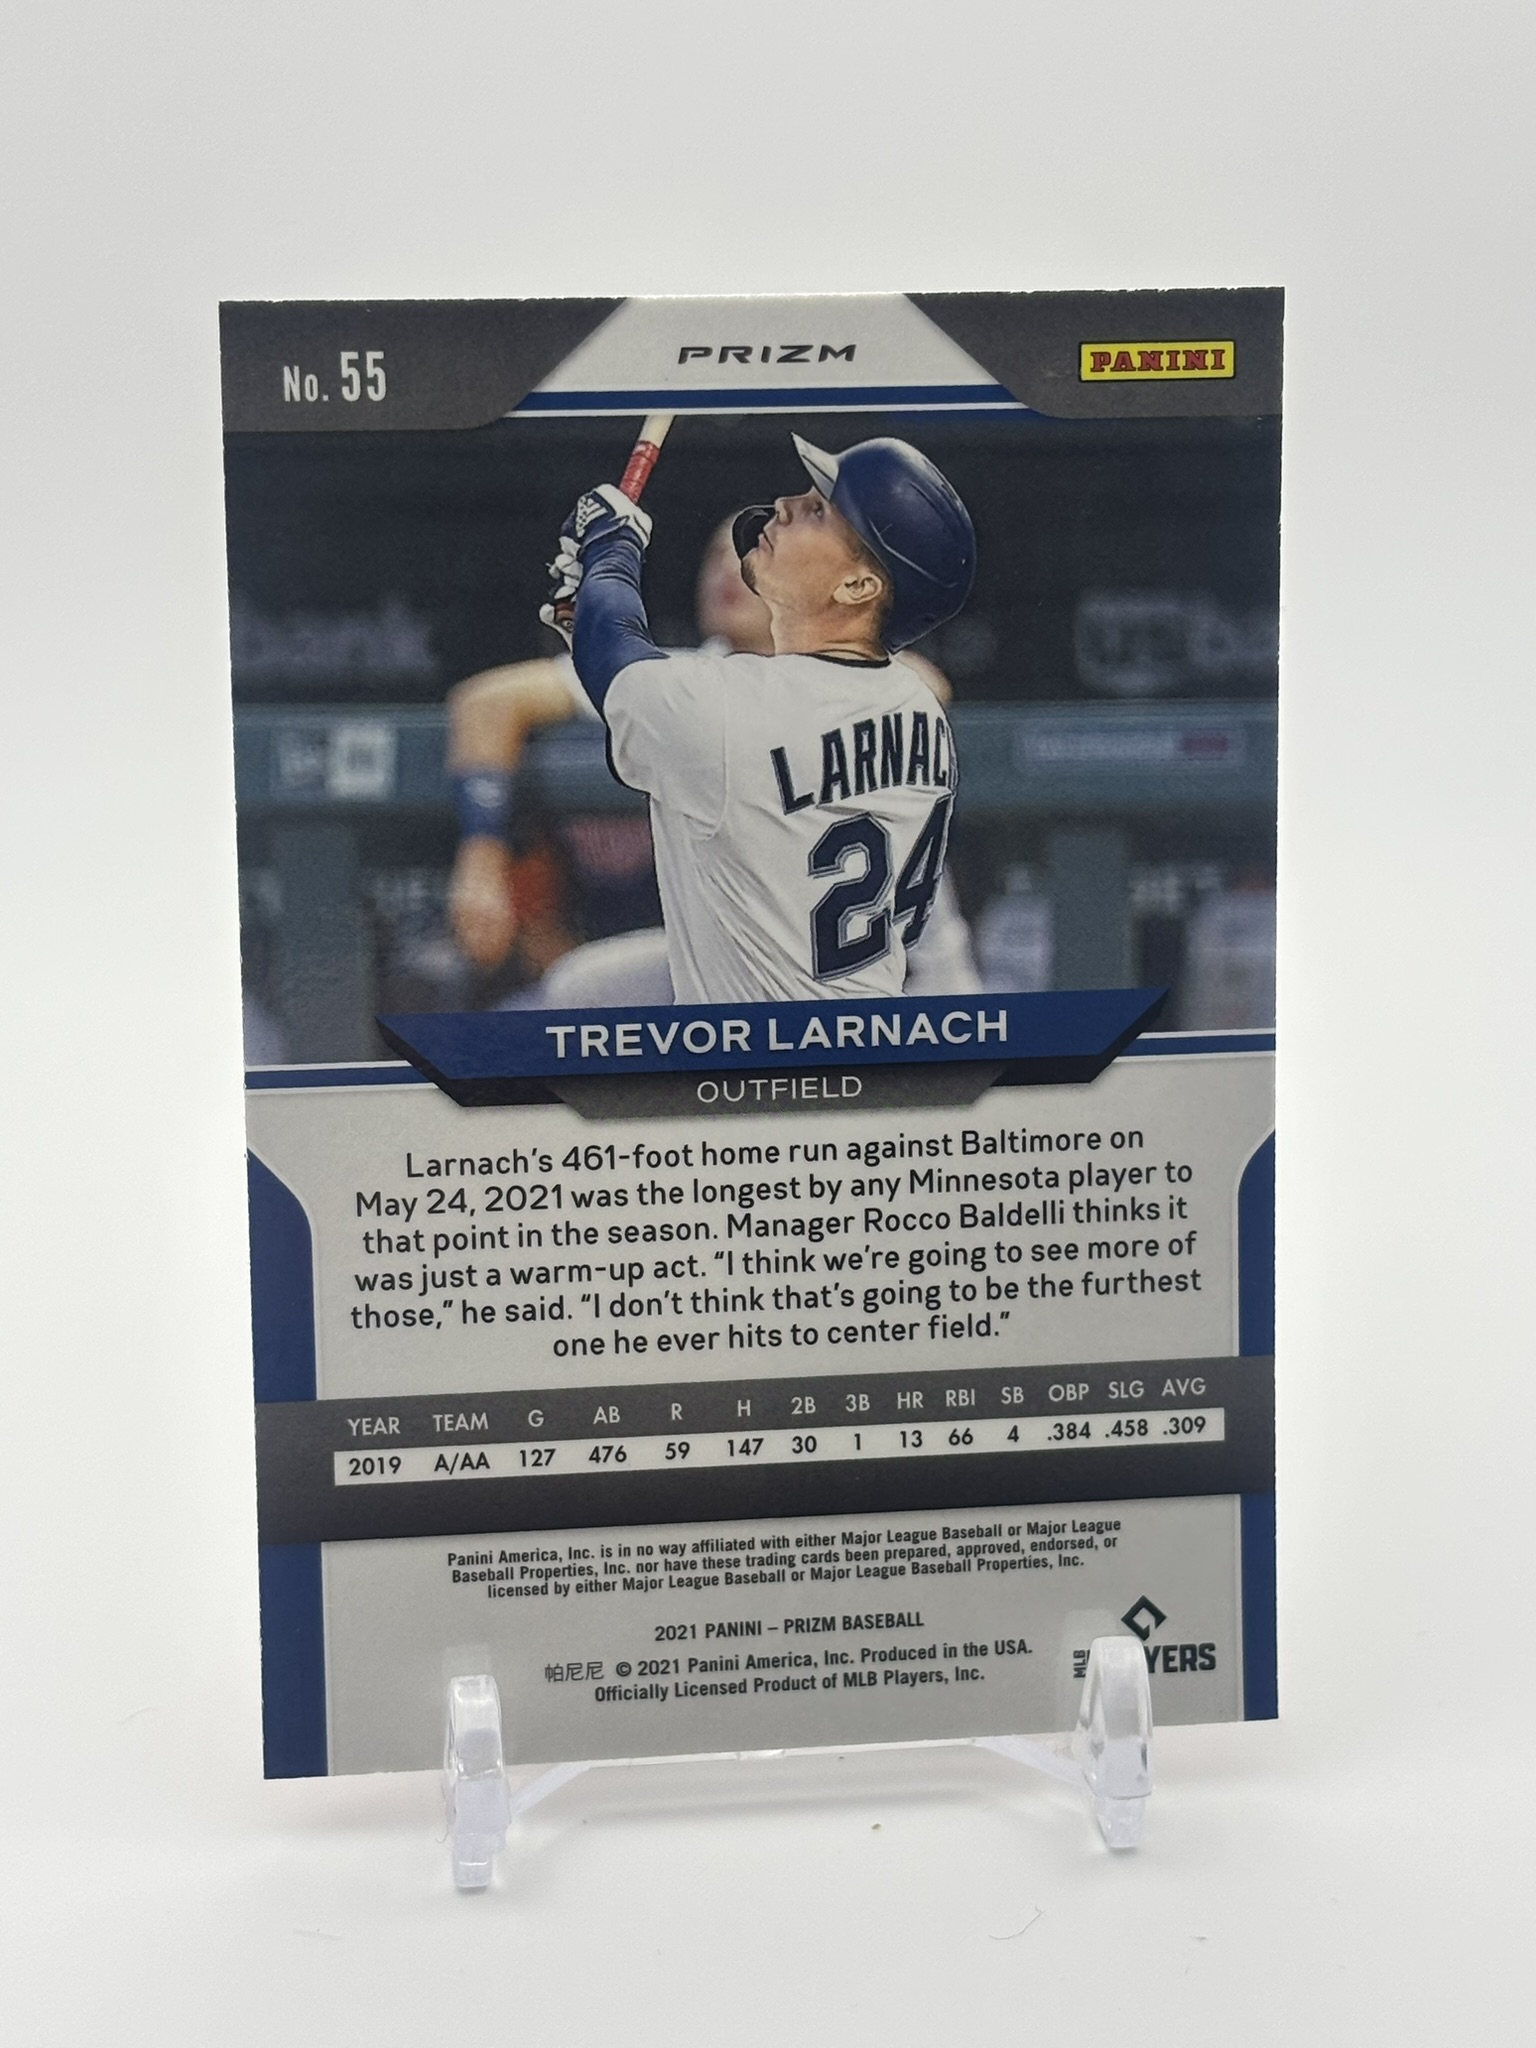 No. 55
PRIZM
PANINI
bank
LARNAC
24
TREVOR LARNACH
OUTFIELD
Larnach's 461-foot home run against Baltimore on
May 24, 2021 was the longest by any Minnesota player to
that point in the season. Manager Rocco Baldelli thinks it
was just a warm-up act. “I think we're going to see more of
those,” he said. “I don't think that's going to be the furthest
one he ever hits to center field.”
YEAR TEAM G AB R H 2B 3B HR RBI SB OBP SLG AVG
2019 A/AA 127 476 59 147 30 1 13 66 4 .384 .458 .309
Panini America, Inc. is in no way affiliated with either Major League Baseball or Major League
Baseball Properties, Inc. nor have these trading cards been prepared, approved, endorsed, or
licensed by either Major League Baseball or Major League Baseball Properties, Inc.
2021 PANINI – PRIZM BASEBALL
帕尼尼 © 2021 Panini America, Inc. Produced in the USA.
Officially Licensed Product of MLB Players, Inc.
MLB
YERS